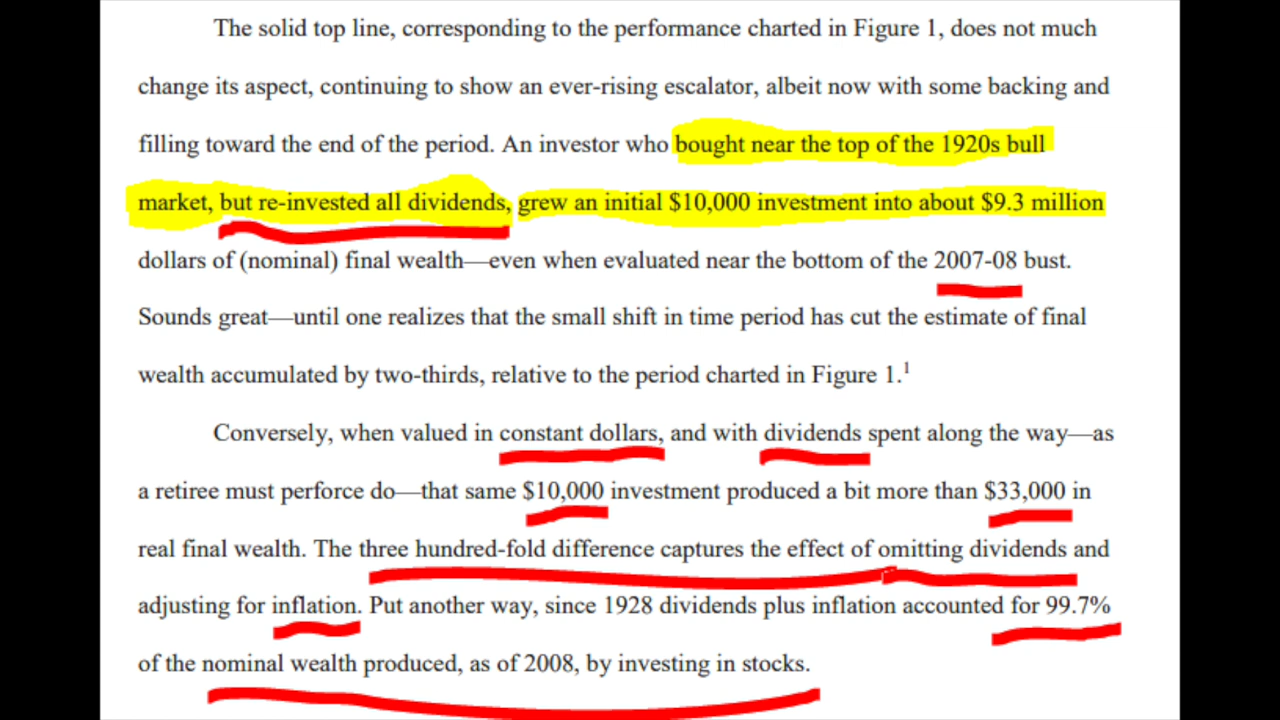 The solid top line, corresponding to the performance charted in Figure 1, does not much
change its aspect, continuing to show an ever-rising escalator, albeit now with some backing and
filling toward the end of the period. An investor who bought near the top of the 1920s bull
market, but re-invested all dividends, grew an initial $10,000 investment into about $9.3 million
dollars of (nominal) final wealth—even when evaluated near the bottom of the 2007-08 bust.
Sounds great—until one realizes that the small shift in time period has cut the estimate of final
wealth accumulated by two-thirds, relative to the period charted in Figure 1.1
Conversely, when valued in constant dollars, and with dividends spent along the way—as
a retiree must perforce do—that same $10,000 investment produced a bit more than $33,000 in
real final wealth. The three hundred-fold difference captures the effect of omitting dividends and
adjusting for inflation. Put another way, since 1928 dividends plus inflation accounted for 99.7%
of the nominal wealth produced, as of 2008, by investing in stocks.